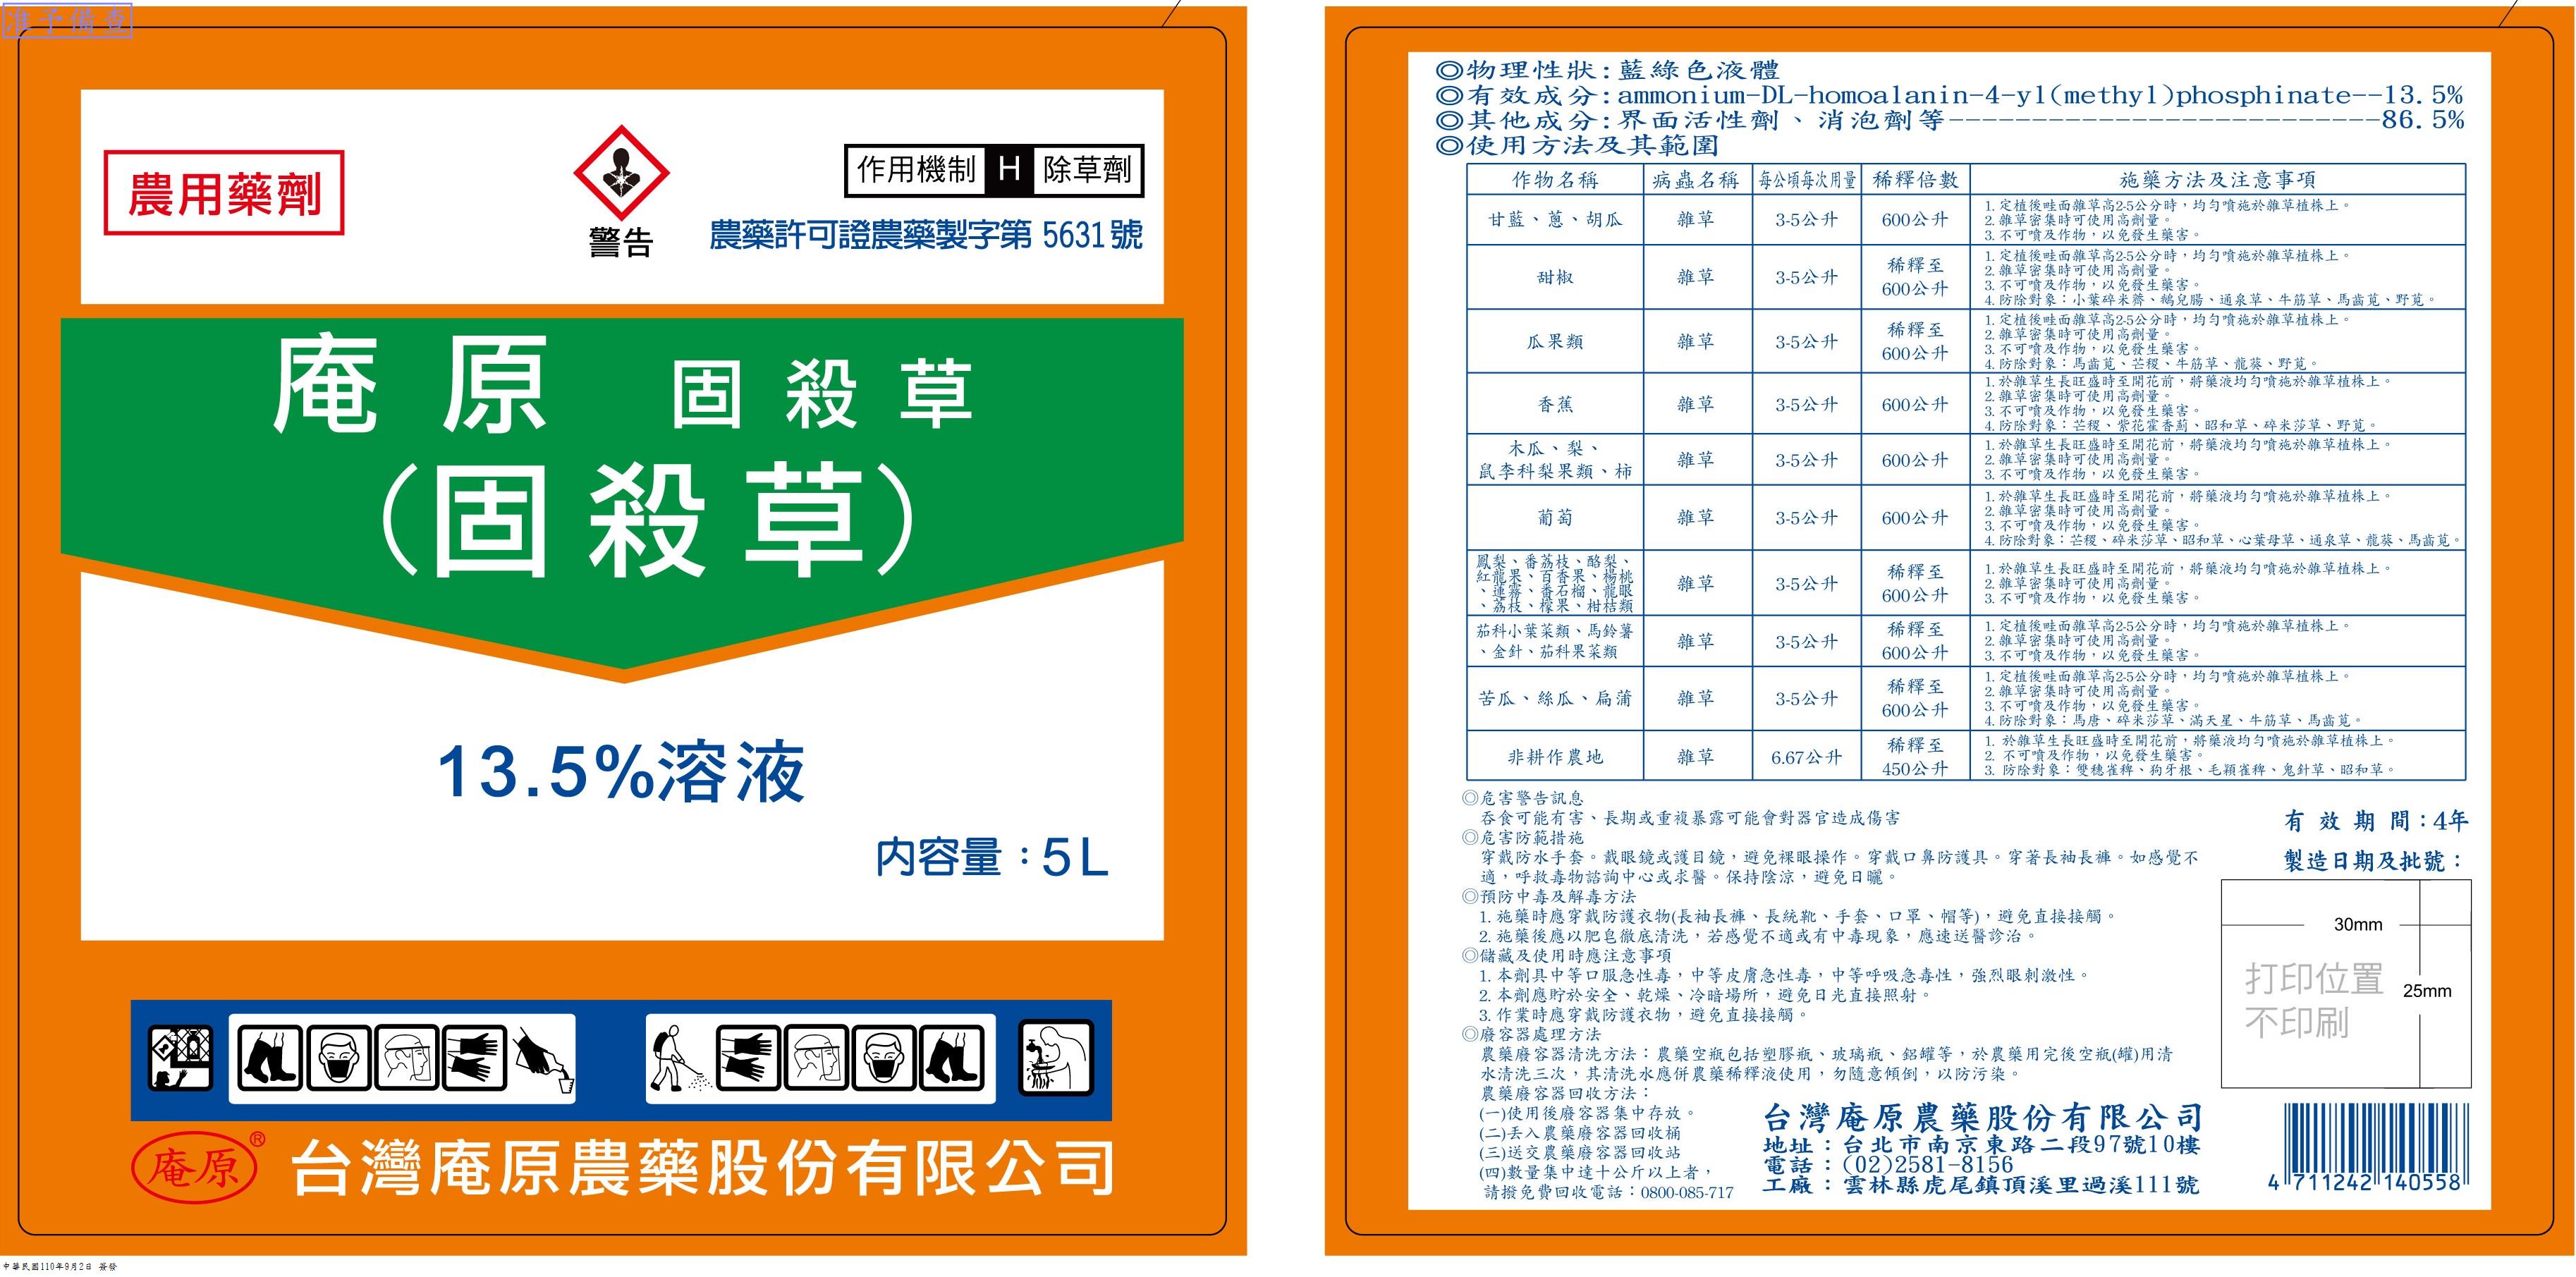 准予備查
農用藥劑
警告
作用機制 H 除草劑
農藥許可證農藥製字第 5631 號
庵原 固殺草
(固殺草)
13.5%溶液
內容量：5L
庵原®
台灣庵原農藥股份有限公司
中華民國110年9月2日 簽發
◎物理性狀:藍綠色液體
◎有效成分:ammonium-DL-homoalanin-4-yl(methyl)phosphinate--13.5%
◎其他成分:界面活性劑、消泡劑等--------------------------86.5%
◎使用方法及其範圍
作物名稱 病蟲名稱 每公頃每次用量 稀釋倍數 施藥方法及注意事項
甘藍、蔥、胡瓜 雜草 3-5公升 600公升
1. 定植後畦面雜草高2-5公分時，均勻噴施於雜草植株上。
2. 雜草密集時可使用高劑量。
3. 不可噴及作物，以免發生藥害。
甜椒 雜草 3-5公升 稀釋至
600公升
1. 定植後畦面雜草高2-5公分時，均勻噴施於雜草植株上。
2. 雜草密集時可使用高劑量。
3. 不可噴及作物，以免發生藥害。
4. 防除對象：小葉碎米薺、鵝兒腸、通泉草、牛筋草、馬齒莧、野莧。
瓜果類 雜草 3-5公升 稀釋至
600公升
1. 定植後畦面雜草高2-5公分時，均勻噴施於雜草植株上。
2. 雜草密集時可使用高劑量。
3. 不可噴及作物，以免發生藥害。
4. 防除對象：馬齒莧、芒稷、牛筋草、龍葵、野莧。
香蕉 雜草 3-5公升 600公升
1. 於雜草生長旺盛時至開花前，將藥液均勻噴施於雜草植株上。
2. 雜草密集時可使用高劑量。
3. 不可噴及作物，以免發生藥害。
4. 防除對象：芒稷、紫花霍香薊、昭和草、碎米莎草、野莧。
木瓜、梨、
鼠李科梨果類、柿 雜草 3-5公升 600公升
1. 於雜草生長旺盛時至開花前，將藥液均勻噴施於雜草植株上。
2. 雜草密集時可使用高劑量。
3. 不可噴及作物，以免發生藥害。
葡萄 雜草 3-5公升 600公升
1. 於雜草生長旺盛時至開花前，將藥液均勻噴施於雜草植株上。
2. 雜草密集時可使用高劑量。
3. 不可噴及作物，以免發生藥害。
4. 防除對象：芒稷、碎米莎草、昭和草、心葉母草、通泉草、龍葵、馬齒莧。
鳳梨、番荔枝、酪梨、
紅龍果、百香果、楊桃
、蓮霧、番石榴、龍眼
、荔枝、檬果、柑桔類
雜草 3-5公升 稀釋至
600公升
1. 於雜草生長旺盛時至開花前，將藥液均勻噴施於雜草植株上。
2. 雜草密集時可使用高劑量。
3. 不可噴及作物，以免發生藥害。
茄科小葉菜類、馬鈴薯
、金針、茄科果菜類
雜草 3-5公升 稀釋至
600公升
1. 定植後畦面雜草高2-5公分時，均勻噴施於雜草植株上。
2. 雜草密集時可使用高劑量。
3. 不可噴及作物，以免發生藥害。
苦瓜、絲瓜、扁蒲 雜草 3-5公升 稀釋至
600公升
1. 定植後畦面雜草高2-5公分時，均勻噴施於雜草植株上。
2. 雜草密集時可使用高劑量。
3. 不可噴及作物，以免發生藥害。
4. 防除對象：馬唐、碎米莎草、滿天星、牛筋草、馬齒莧。
非耕作農地 雜草 6.67公升 稀釋至
450公升
1. 於雜草生長旺盛時至開花前，將藥液均勻噴施於雜草植株上。
2. 不可噴及作物，以免發生藥害。
3. 防除對象：雙穗雀稗、狗牙根、毛穎雀稗、鬼針草、昭和草。
◎危害警告訊息
吞食可能有害、長期或重複暴露可能會對器官造成傷害
◎危害防範措施
穿戴防水手套。戴眼鏡或護目鏡，避免裸眼操作。穿戴口鼻防護具。穿著長袖長褲。如感覺不
適，呼救毒物諮詢中心或求醫。保持陰涼，避免日曬。
◎預防中毒及解毒方法
1. 施藥時應穿戴防護衣物(長袖長褲、長統靴、手套、口罩、帽等)，避免直接接觸。
2. 施藥後應以肥皂徹底清洗，若感覺不適或有中毒現象，應速送醫診治。
◎儲藏及使用時應注意事項
1. 本劑具中等口服急性毒，中等皮膚急性毒，中等呼吸急毒性，強烈眼刺激性。
2. 本劑應貯於安全、乾燥、冷暗場所，避免日光直接照射。
3. 作業時應穿戴防護衣物，避免直接接觸。
◎廢容器處理方法
農藥廢容器清洗方法：農藥空瓶包括塑膠瓶、玻璃瓶、鋁罐等，於農藥用完後空瓶(罐)用清
水清洗三次，其清洗水應併農藥稀釋液使用，勿隨意傾倒，以防污染。
農藥廢容器回收方法：
(一)使用後廢容器集中存放。
(二)丟入農藥廢容器回收桶
(三)送交農藥廢容器回收站
(四)數量集中達十公斤以上者，
請撥免費回收電話：0800-085-717
有效期間：4年
製造日期及批號：
30mm
25mm
打印位置
不印刷
台灣庵原農藥股份有限公司
地址：台北市南京東路二段97號10樓
電話：(02)2581-8156
工廠：雲林縣虎尾鎮頂溪里過溪111號
4 711242 140558